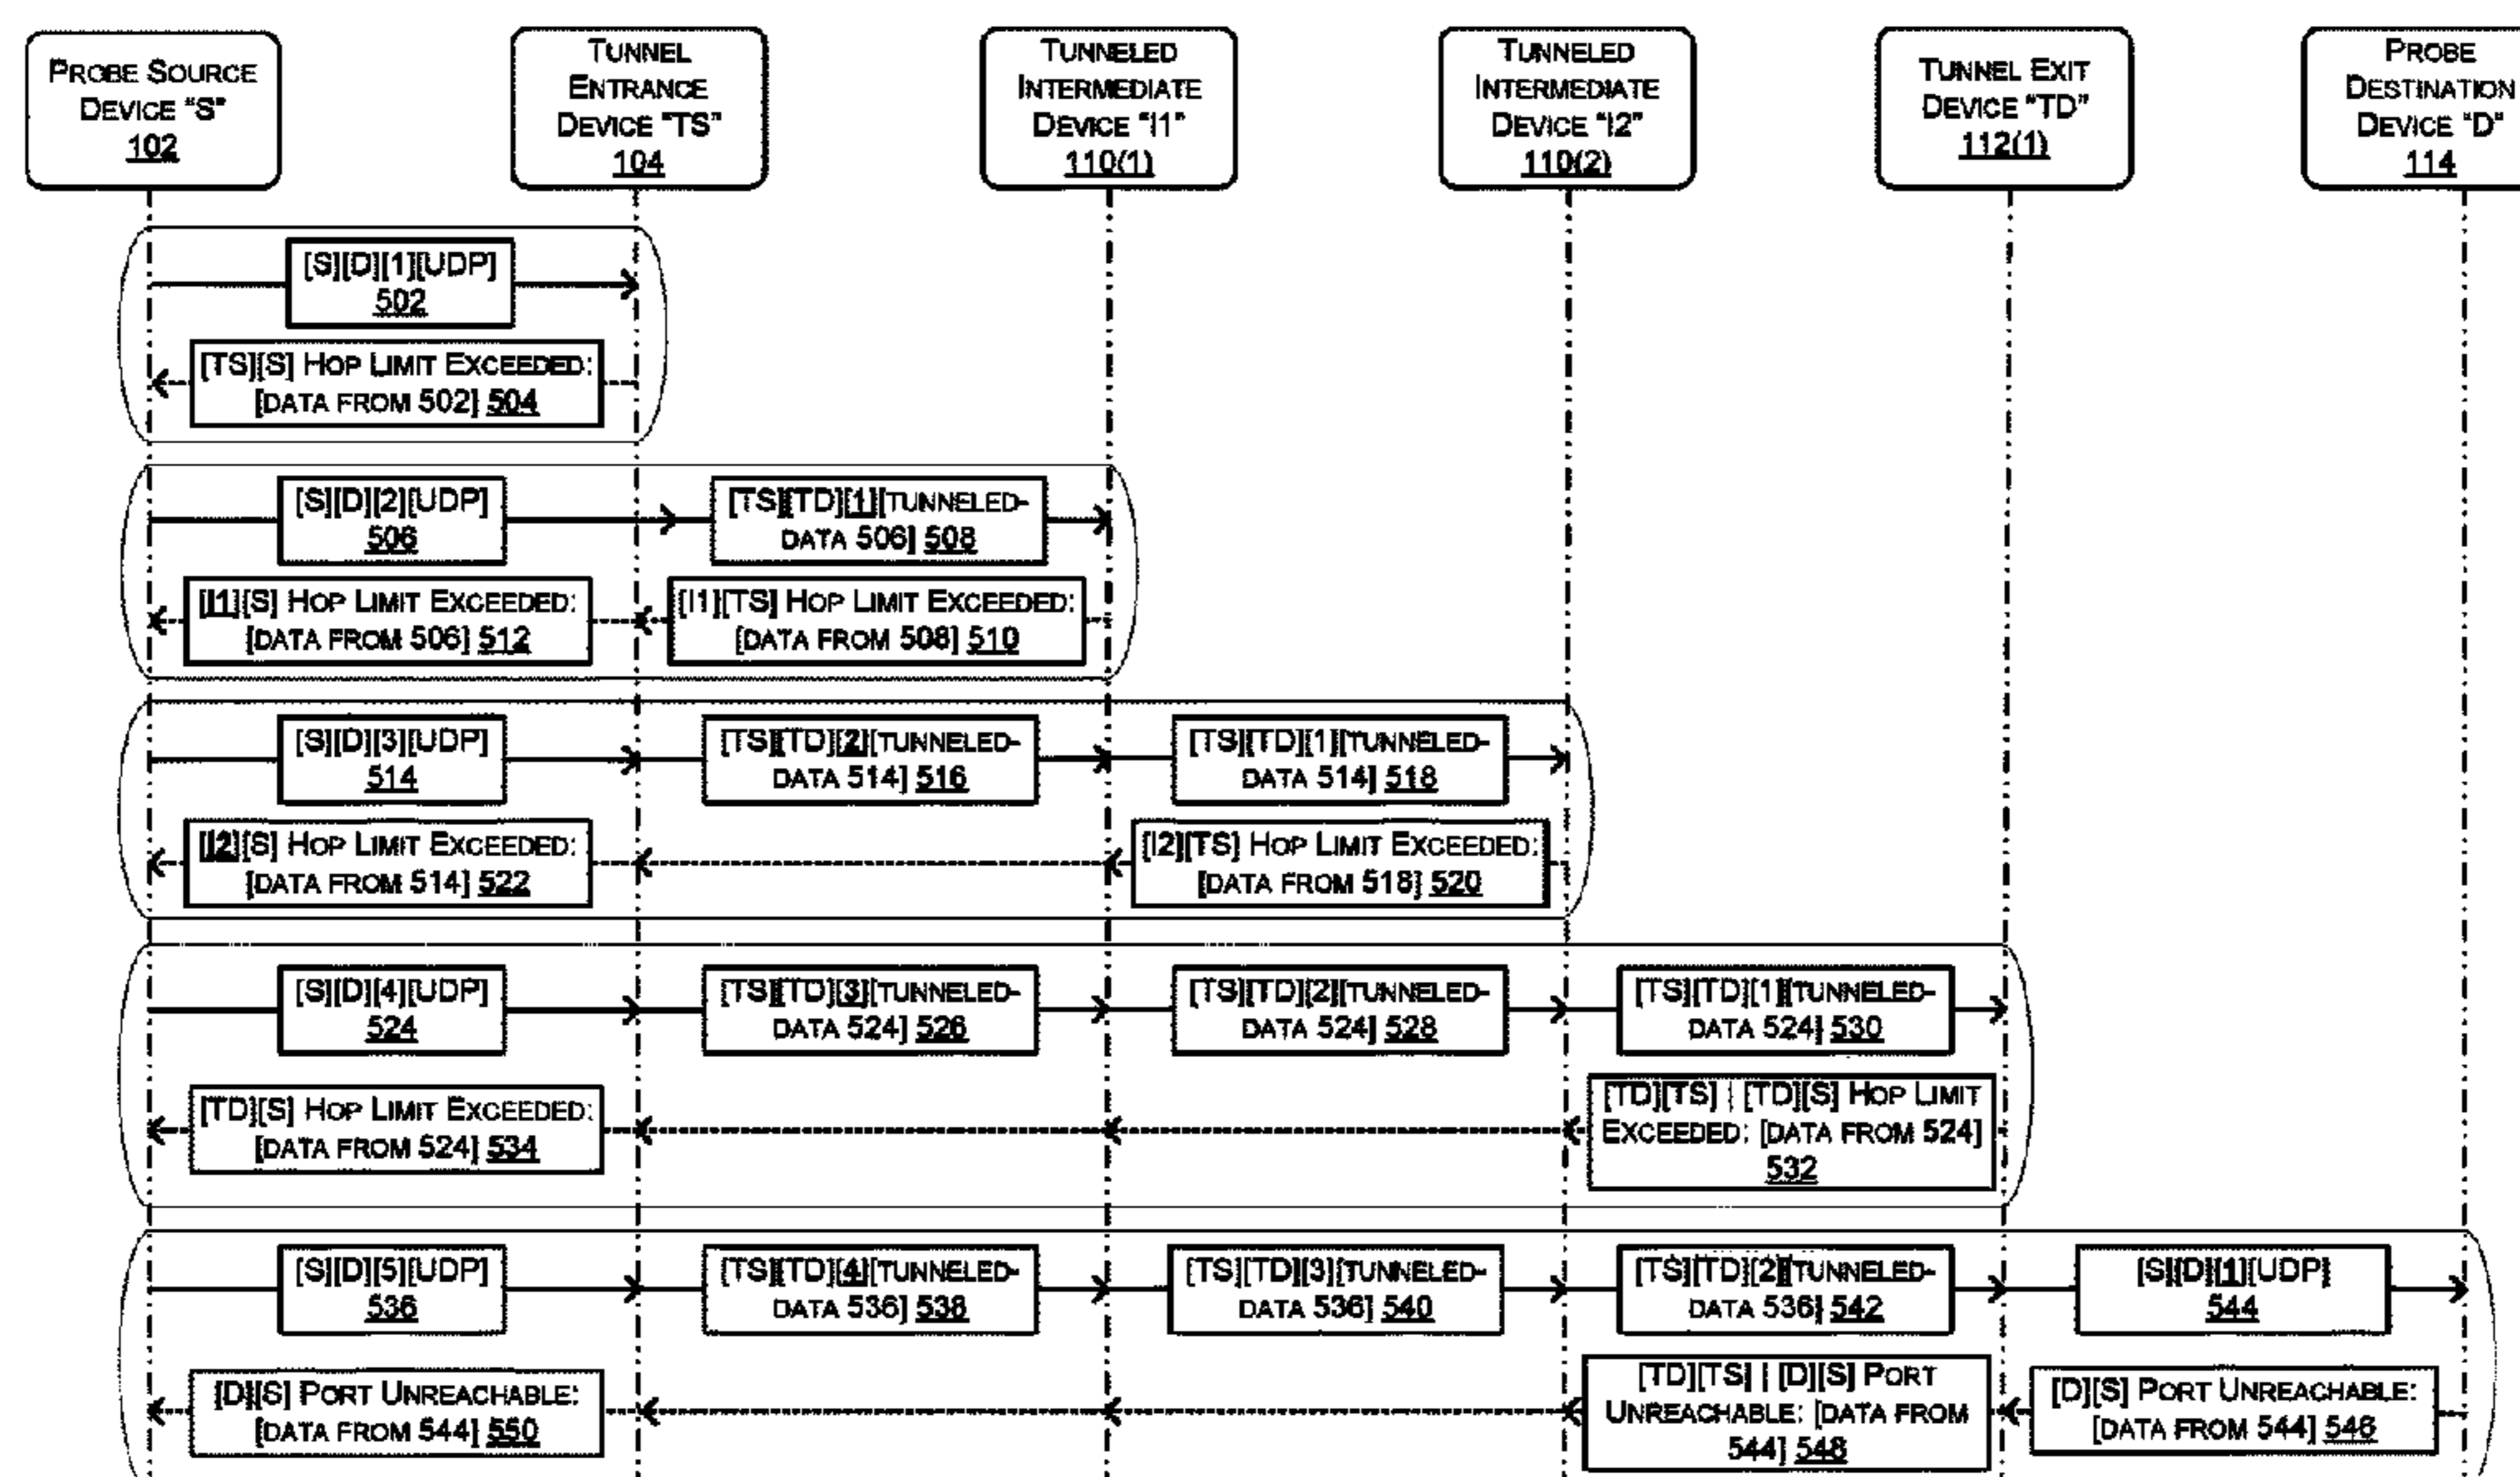 PROBE SOURCE
DEVICE "S"
102
TUNNEL
ENTRANCE
DEVICE "TS"
104
TUNNELED
INTERMEDIATE
DEVICE "I1"
110(1)
TUNNELED
INTERMEDIATE
DEVICE "I2"
110(2)
TUNNEL EXIT
DEVICE "TD"
112(1)
PROBE
DESTINATION
DEVICE "D"
114
[S][D][1][UDP]
502
[TS][S] HOP LIMIT EXCEEDED:
[DATA FROM 502] 504
[S][D][2][UDP]
506
[TS][TD][1][TUNNELED-
DATA 506] 508
[I1][S] HOP LIMIT EXCEEDED:
[DATA FROM 506] 512
[I1][TS] HOP LIMIT EXCEEDED:
[DATA FROM 508] 510
[S][D][3][UDP]
514
[TS][TD][2][TUNNELED-
DATA 514] 516
[TS][TD][1][TUNNELED-
DATA 514] 518
[I2][S] HOP LIMIT EXCEEDED:
[DATA FROM 514] 522
[I2][TS] HOP LIMIT EXCEEDED:
[DATA FROM 518] 520
[S][D][4][UDP]
524
[TS][TD][3][TUNNELED-
DATA 524] 526
[TS][TD][2][TUNNELED-
DATA 524] 528
[TS][TD][1][TUNNELED-
DATA 524] 530
[TD][S] HOP LIMIT EXCEEDED:
[DATA FROM 524] 534
[TD][TS] | [TD][S] HOP LIMIT
EXCEEDED: [DATA FROM 524]
532
[S][D][5][UDP]
536
[TS][TD][4][TUNNELED-
DATA 536] 538
[TS][TD][3][TUNNELED-
DATA 536] 540
[TS][TD][2][TUNNELED-
DATA 536] 542
[S][D][1][UDP]
544
[D][S] PORT UNREACHABLE:
[DATA FROM 544] 550
[TD][TS] | [D][S] PORT
UNREACHABLE: [DATA FROM
544] 548
[D][S] PORT UNREACHABLE:
[DATA FROM 544] 546